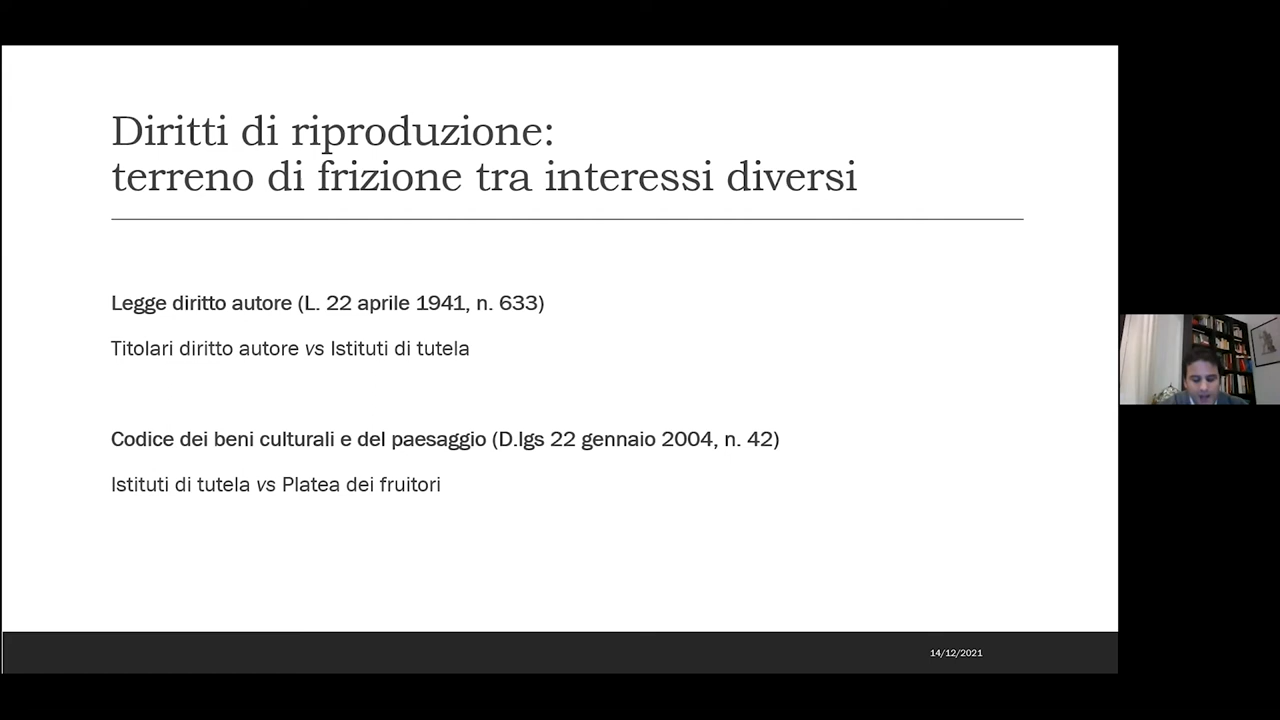 Diritti di riproduzione:
terreno di frizione tra interessi diversi
Legge diritto autore (L. 22 aprile 1941, n. 633)
Titolari diritto autore vs Istituti di tutela
Codice dei beni culturali e del paesaggio (D.lgs 22 gennaio 2004, n. 42)
Istituti di tutela vs Platea dei fruitori
14/12/2021